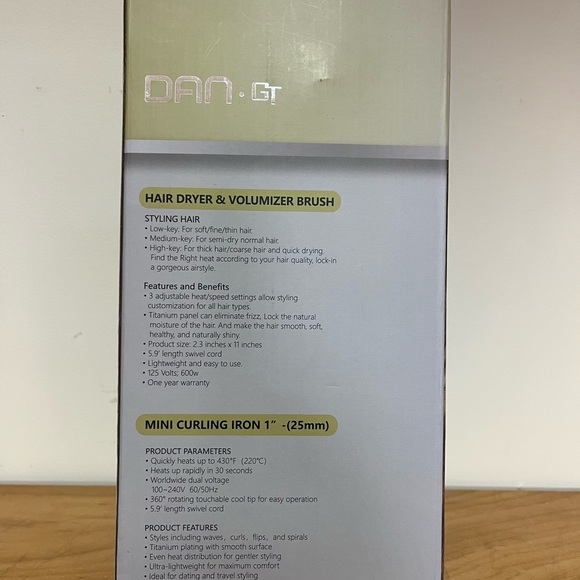 DAN·GT
HAIR DRYER & VOLUMIZER BRUSH
STYLING HAIR
• Low-key: For soft/fine/thin hair.
• Medium-key: For semi-dry normal hair.
• High-key: For thick hair/coarse hair and quick drying.
Find the Right heat according to your hair quality, lock-in
a gorgeous airstyle.
Features and Benefits
• 3 adjustable heat/speed settings allow styling
customization for all hair types.
• Titanium panel can eliminate frizz, Lock the natural
moisture of the hair. And make the hair smooth, soft,
healthy, and naturally shiny.
• Product size: 2.3 inches x 11 inches
• 5.9' length swivel cord
• Lightweight and easy to use.
• 125 Volts; 600w
• One year warranty
MINI CURLING IRON 1" -(25mm)
PRODUCT PARAMETERS
• Quickly heats up to 430°F (220℃)
• Heats up rapidly in 30 seconds
• Worldwide dual voltage
100~240V 60/50Hz
• 360° rotating touchable cool tip for easy operation
• 5.9' length swivel cord
PRODUCT FEATURES
• Styles including waves, curls, flips, and spirals
• Titanium plating with smooth surface
• Even heat distribution for gentler styling
• Ultra-lightweight for maximum comfort
• Ideal for dating and travel styling